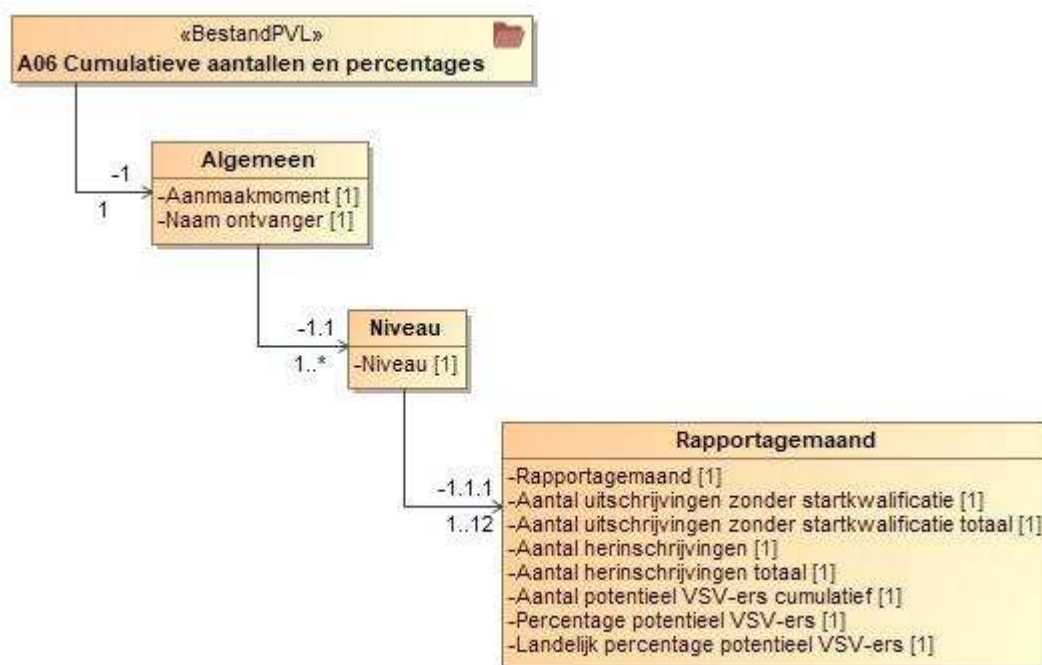 «BestandPVL»
A06 Cumulatieve aantallen en percentages
-1
1
Algemeen
-Aanmaakmoment [1]
-Naam ontvanger [1]
-1.1
1..*
Niveau
-Niveau [1]
-1.1.1
1..12
Rapportagemaand
-Rapportagemaand [1]
-Aantal uitschrijvingen zonder startkwalificatie [1]
-Aantal uitschrijvingen zonder startkwalificatie totaal [1]
-Aantal herinschrijvingen [1]
-Aantal herinschrijvingen totaal [1]
-Aantal potentieel VSV-ers cumulatief [1]
-Percentage potentieel VSV-ers [1]
-Landelijk percentage potentieel VSV-ers [1]